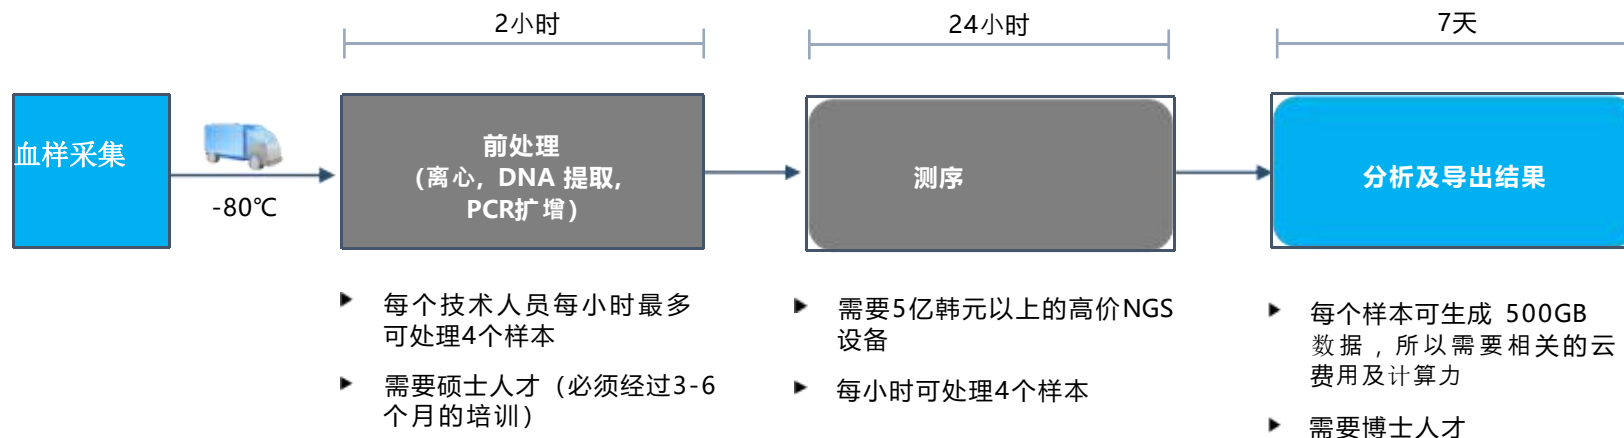 2小时
24小时
7天
血样采集
-80℃
前处理
(离心, DNA 提取,
PCR扩增)
测序
分析及导出结果
每个技术人员每小时最多
可处理4个样本
需要硕士人才（必须经过3-6
个月的培训）
需要5亿韩元以上的高价NGS
设备
每小时可处理4个样本
每个样本可生成 500GB
数据，所以需要相关的云
费用及计算力
需要博士人才